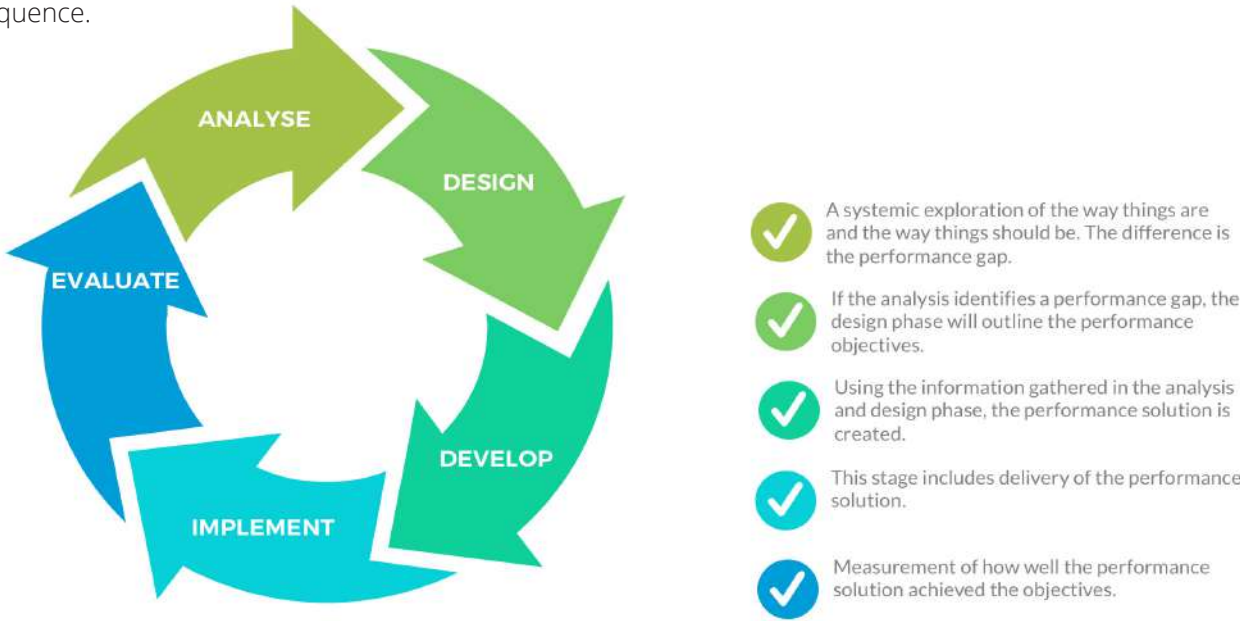 quence.
ANALYSE
DESIGN
DEVELOP
IMPLEMENT
EVALUATE
A systemic exploration of the way things are
and the way things should be. The difference is
the performance gap.
If the analysis identifies a performance gap, the
design phase will outline the performance
objectives.
Using the information gathered in the analysis
and design phase, the performance solution is
created.
This stage includes delivery of the performance
solution.
Measurement of how well the performance
solution achieved the objectives.